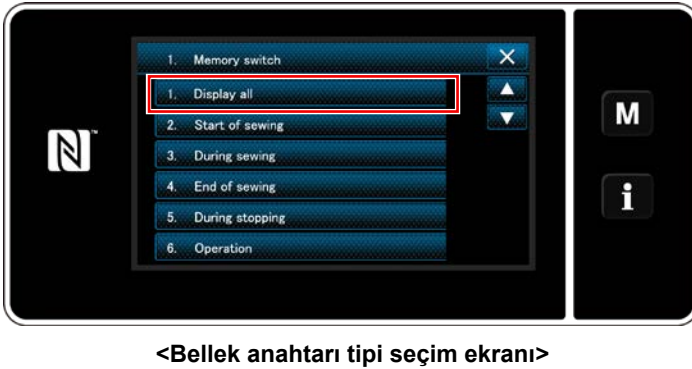 1. Memory switch
1. Display all
2. Start of sewing
3. During sewing
4. End of sewing
5. During stopping
6. Operation
M
i
<Bellek anahtarı tipi seçim ekranı>